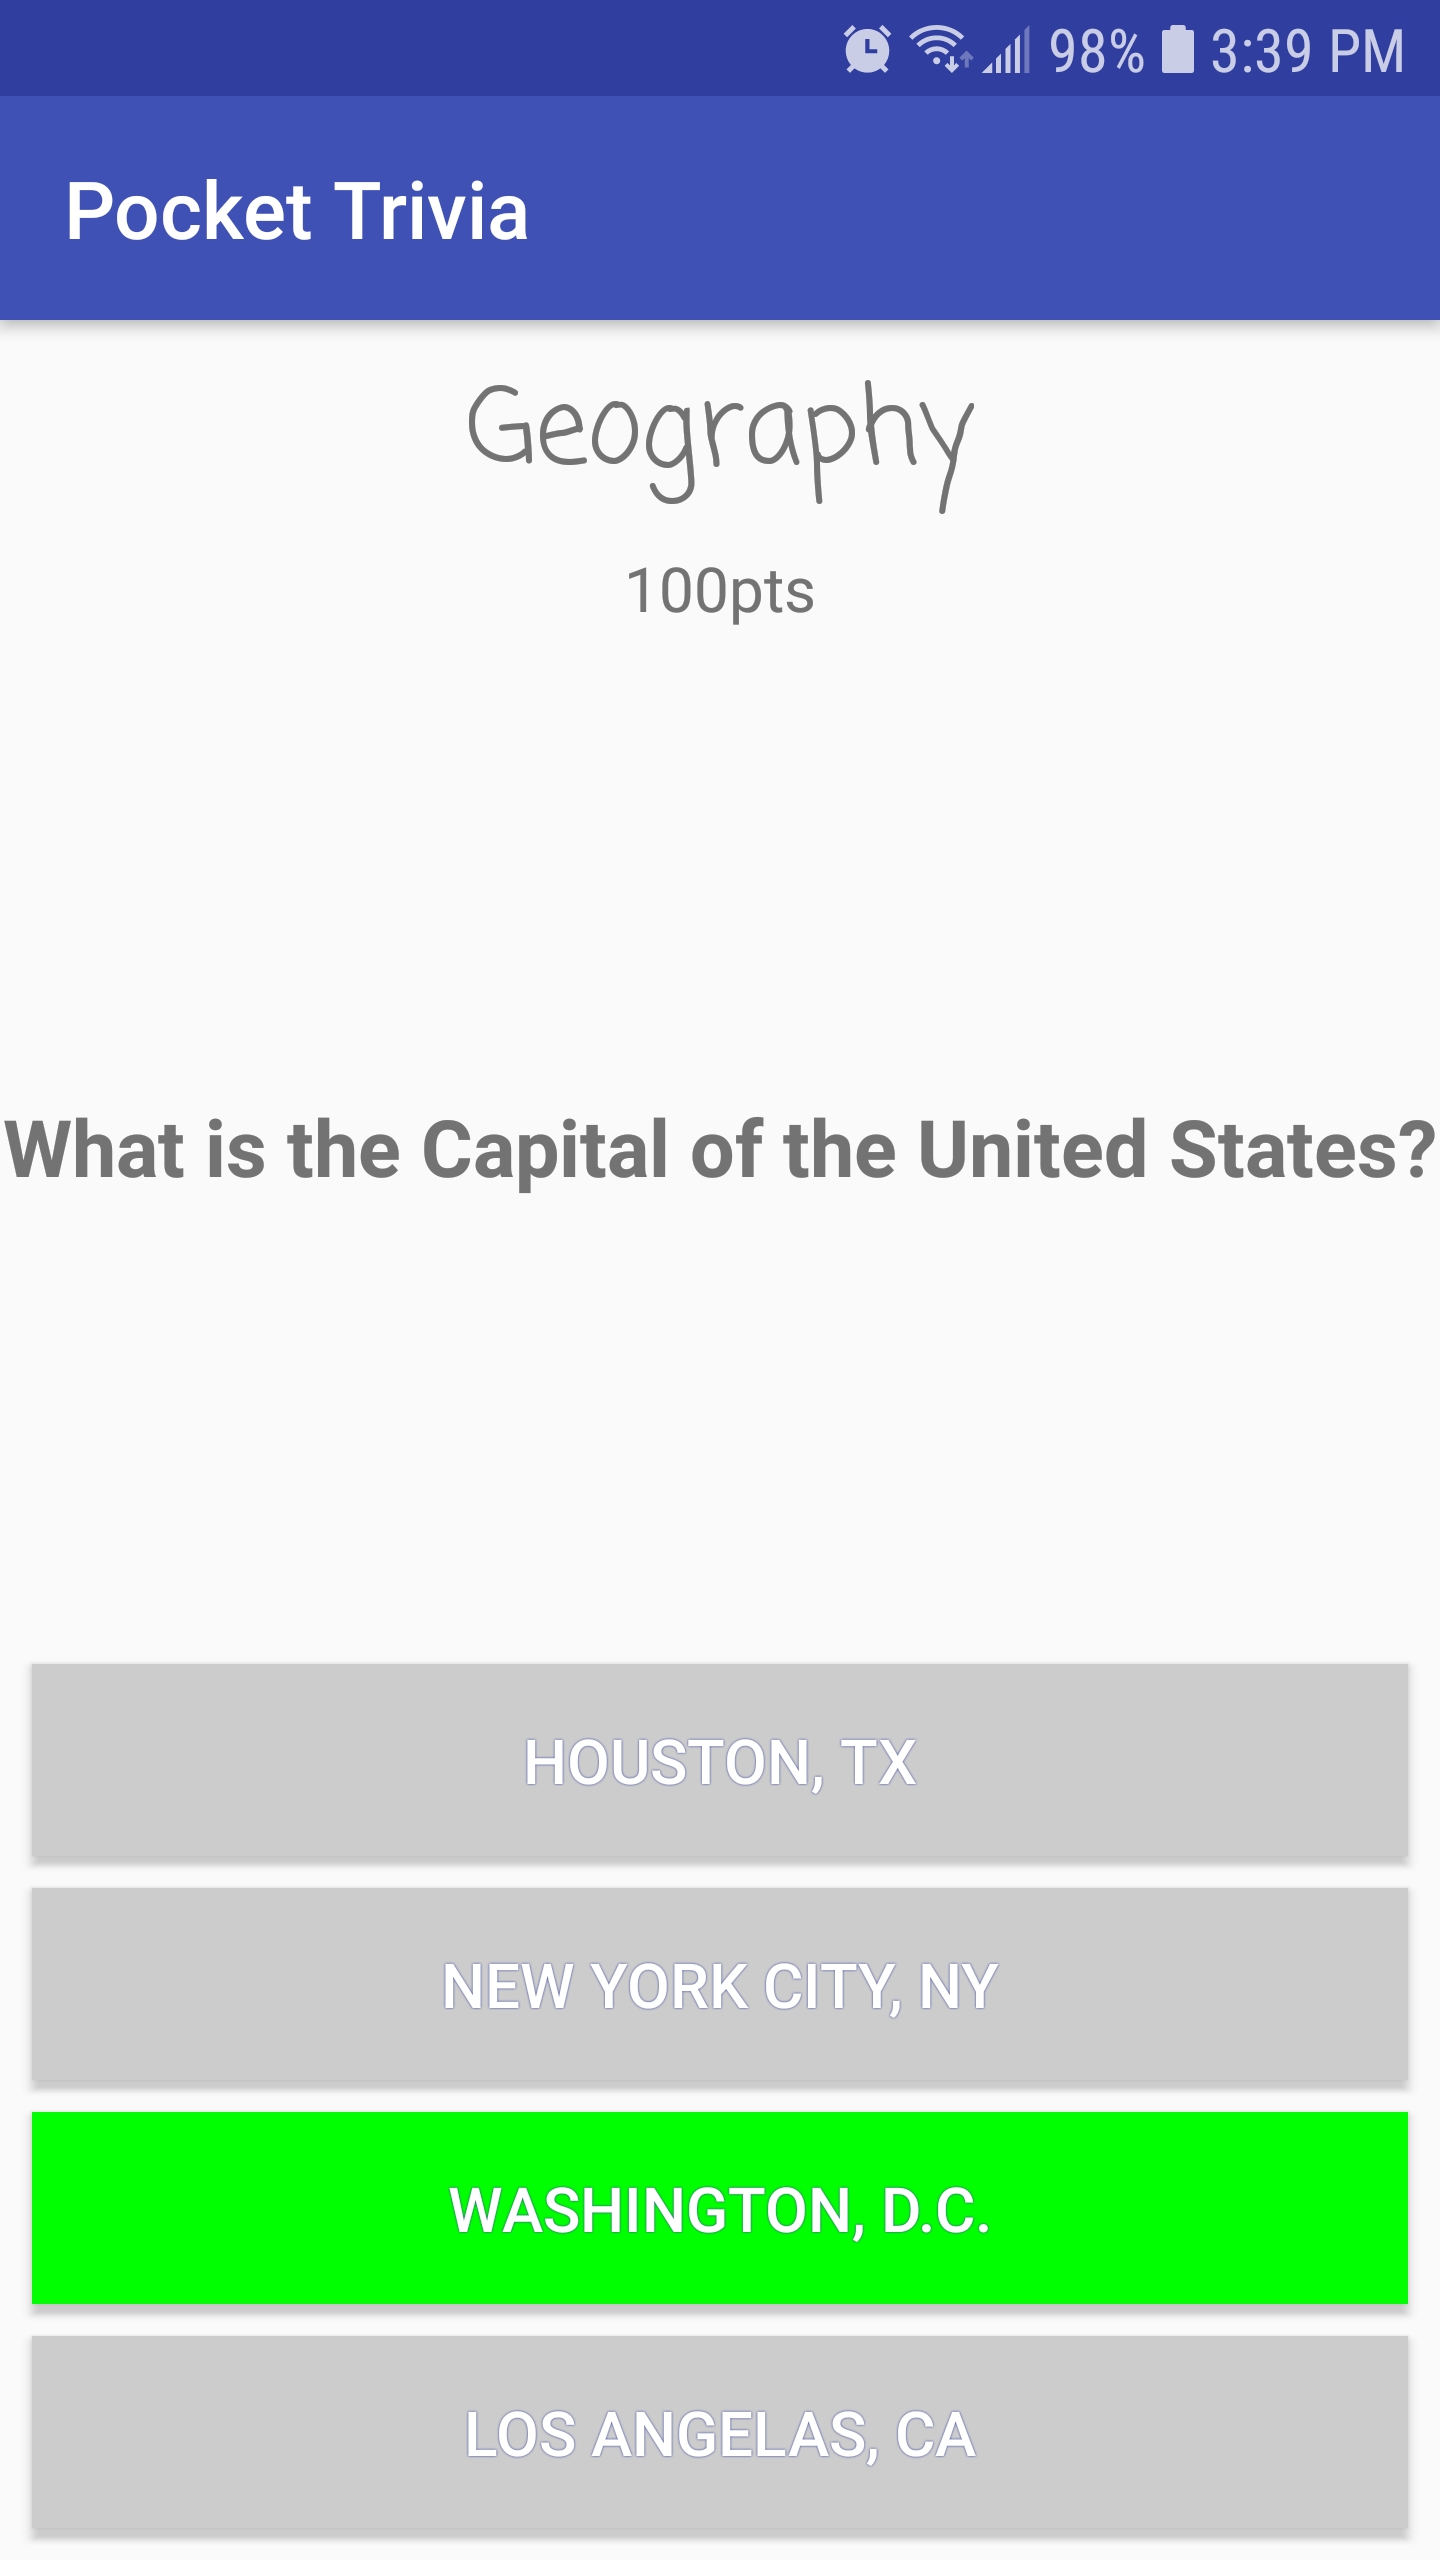 98% 3:39 PM
Pocket Trivia
Geography
100pts
What is the Capital of the United States?
HOUSTON, TX
NEW YORK CITY, NY
WASHINGTON, D.C.
LOS ANGELAS, CA